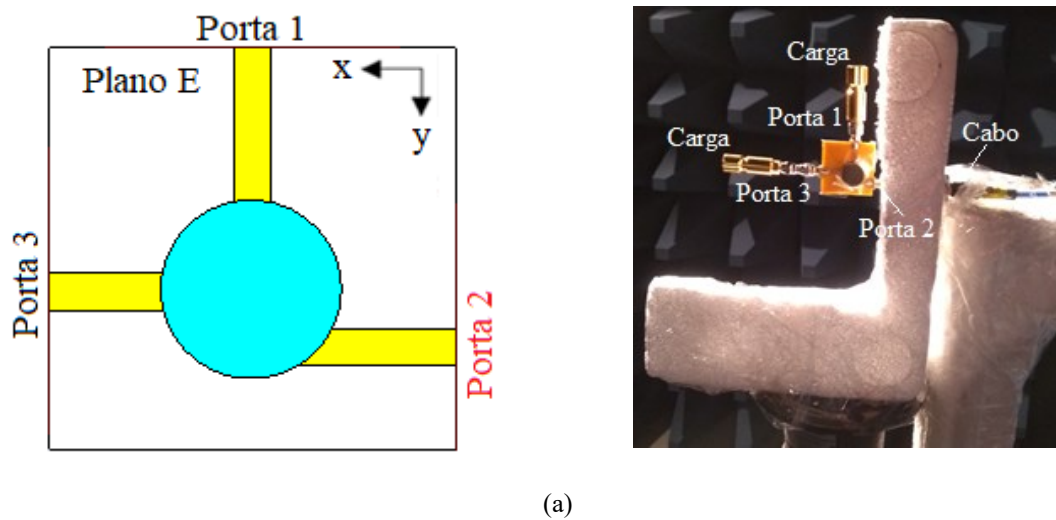 Porta 1
Plano E
x
y
Porta 3
Porta 2
Carga
Porta 1
Carga
Porta 3
Cabo
Porta 2
(a)